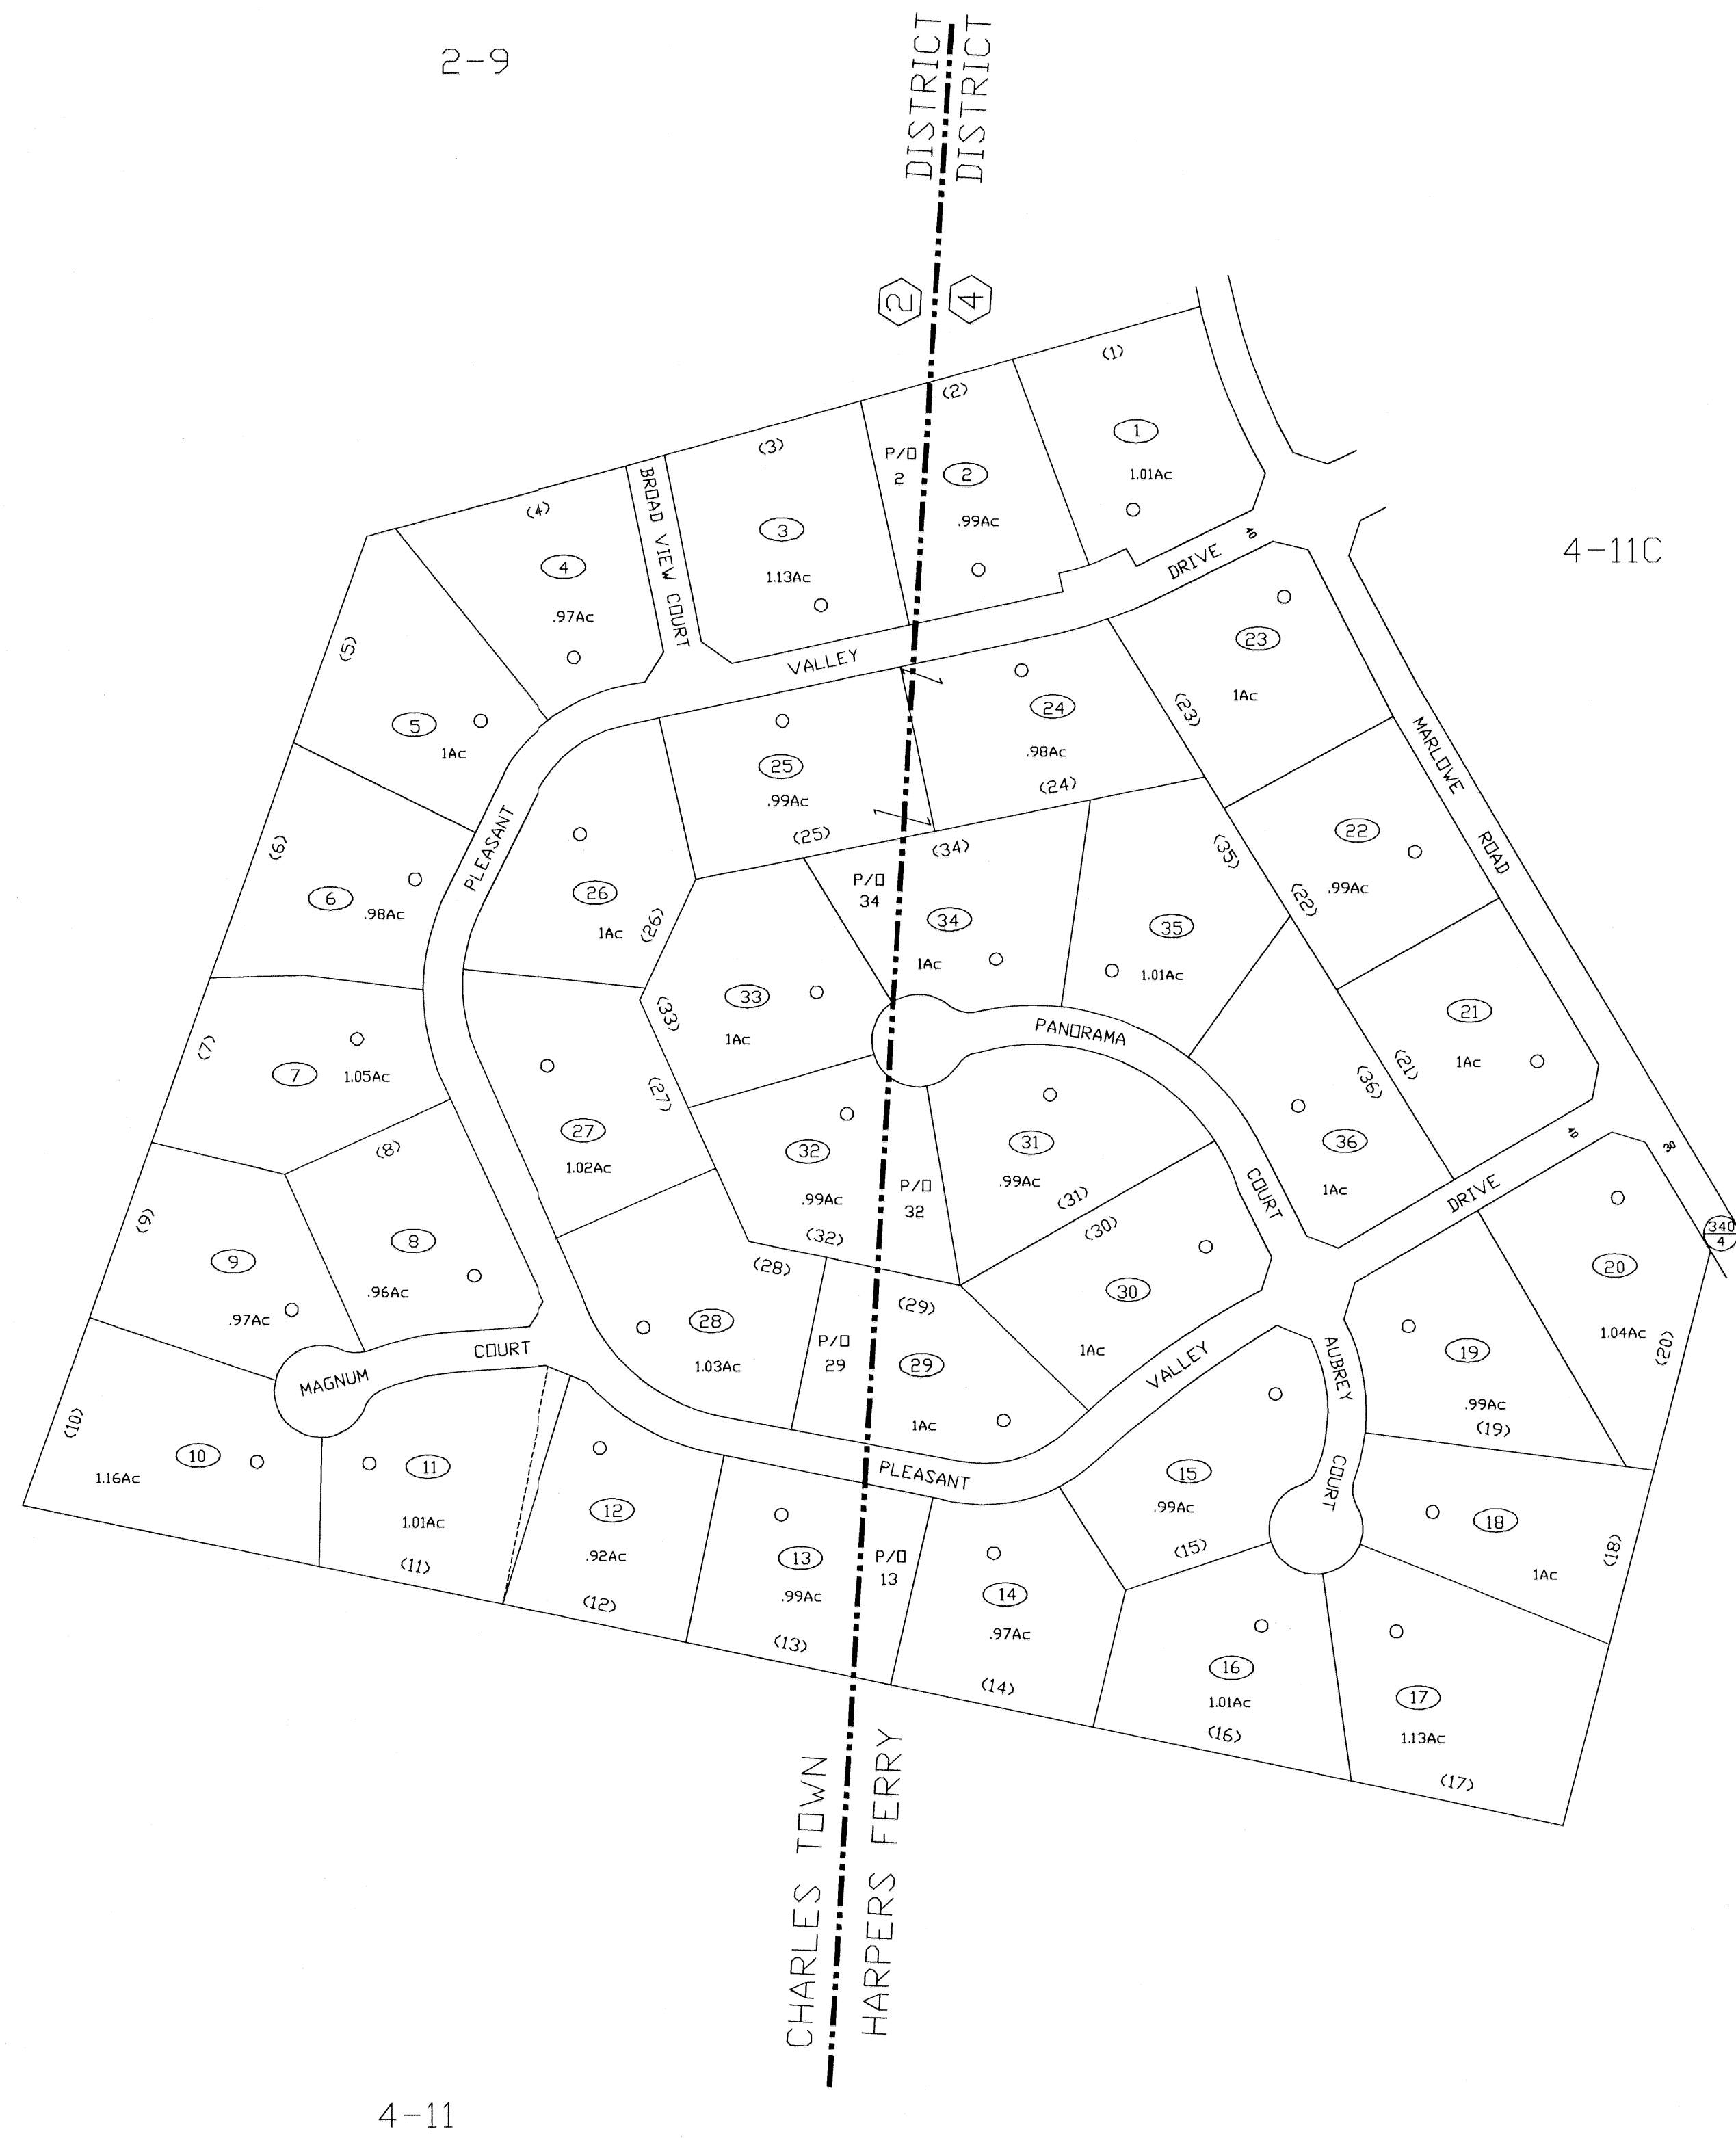 2-9
DISTRICT
DISTRICT
2
4
4-11C
(1)
1
1.01Ac
(2)
P/O
2
2
.99Ac
(3)
3
1.13Ac
BROAD VIEW COURT
(4)
4
.97Ac
(5)
5
1Ac
(6)
6
.98Ac
(7)
7
1.05Ac
(8)
8
.96Ac
(9)
9
.97Ac
(10)
10
1.16Ac
MAGNUM
COURT
11
1.01Ac
(11)
12
.92Ac
(12)
13
.99Ac
(13)
P/O
13
14
.97Ac
(14)
15
.99Ac
(15)
16
1.01Ac
(16)
17
1.13Ac
(17)
18
1Ac
(18)
19
.99Ac
(19)
20
1.04Ac
(20)
AUBREY
COURT
PLEASANT
VALLEY
DRIVE
40
PLEASANT
VALLEY
DRIVE
40
30
340
4
MARLOWE
ROAD
21
1Ac
(21)
22
.99Ac
(22)
23
1Ac
(23)
24
.98Ac
(24)
25
.99Ac
(25)
26
1Ac
(26)
27
1.02Ac
(27)
28
1.03Ac
(28)
(29)
P/O
29
29
1Ac
30
1Ac
(30)
31
.99Ac
(31)
32
.99Ac
(32)
P/O
32
33
1Ac
(33)
(34)
P/O
34
34
1Ac
35
1.01Ac
(35)
36
1Ac
(36)
PANORAMA
COURT
CHARLES TOWN
HARPERS FERRY
4-11